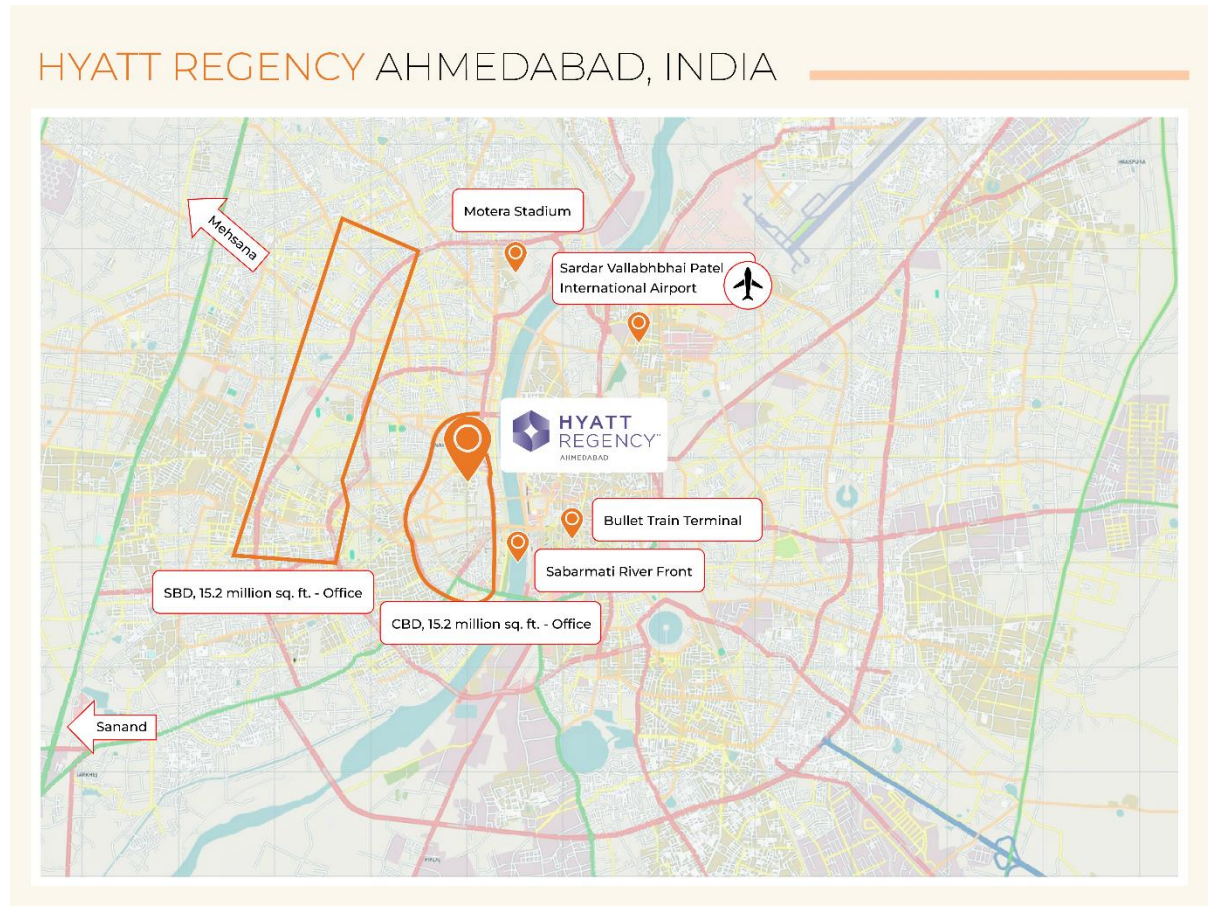 HYATT REGENCY AHMEDABAD, INDIA
Mehsana
Motera Stadium
Sardar Vallabhbhai Patel
International Airport
HYATT
REGENCY™
AHMEDABAD
Bullet Train Terminal
Sabarmati River Front
SBD, 15.2 million sq. ft. - Office
CBD, 15.2 million sq. ft. - Office
Sanand